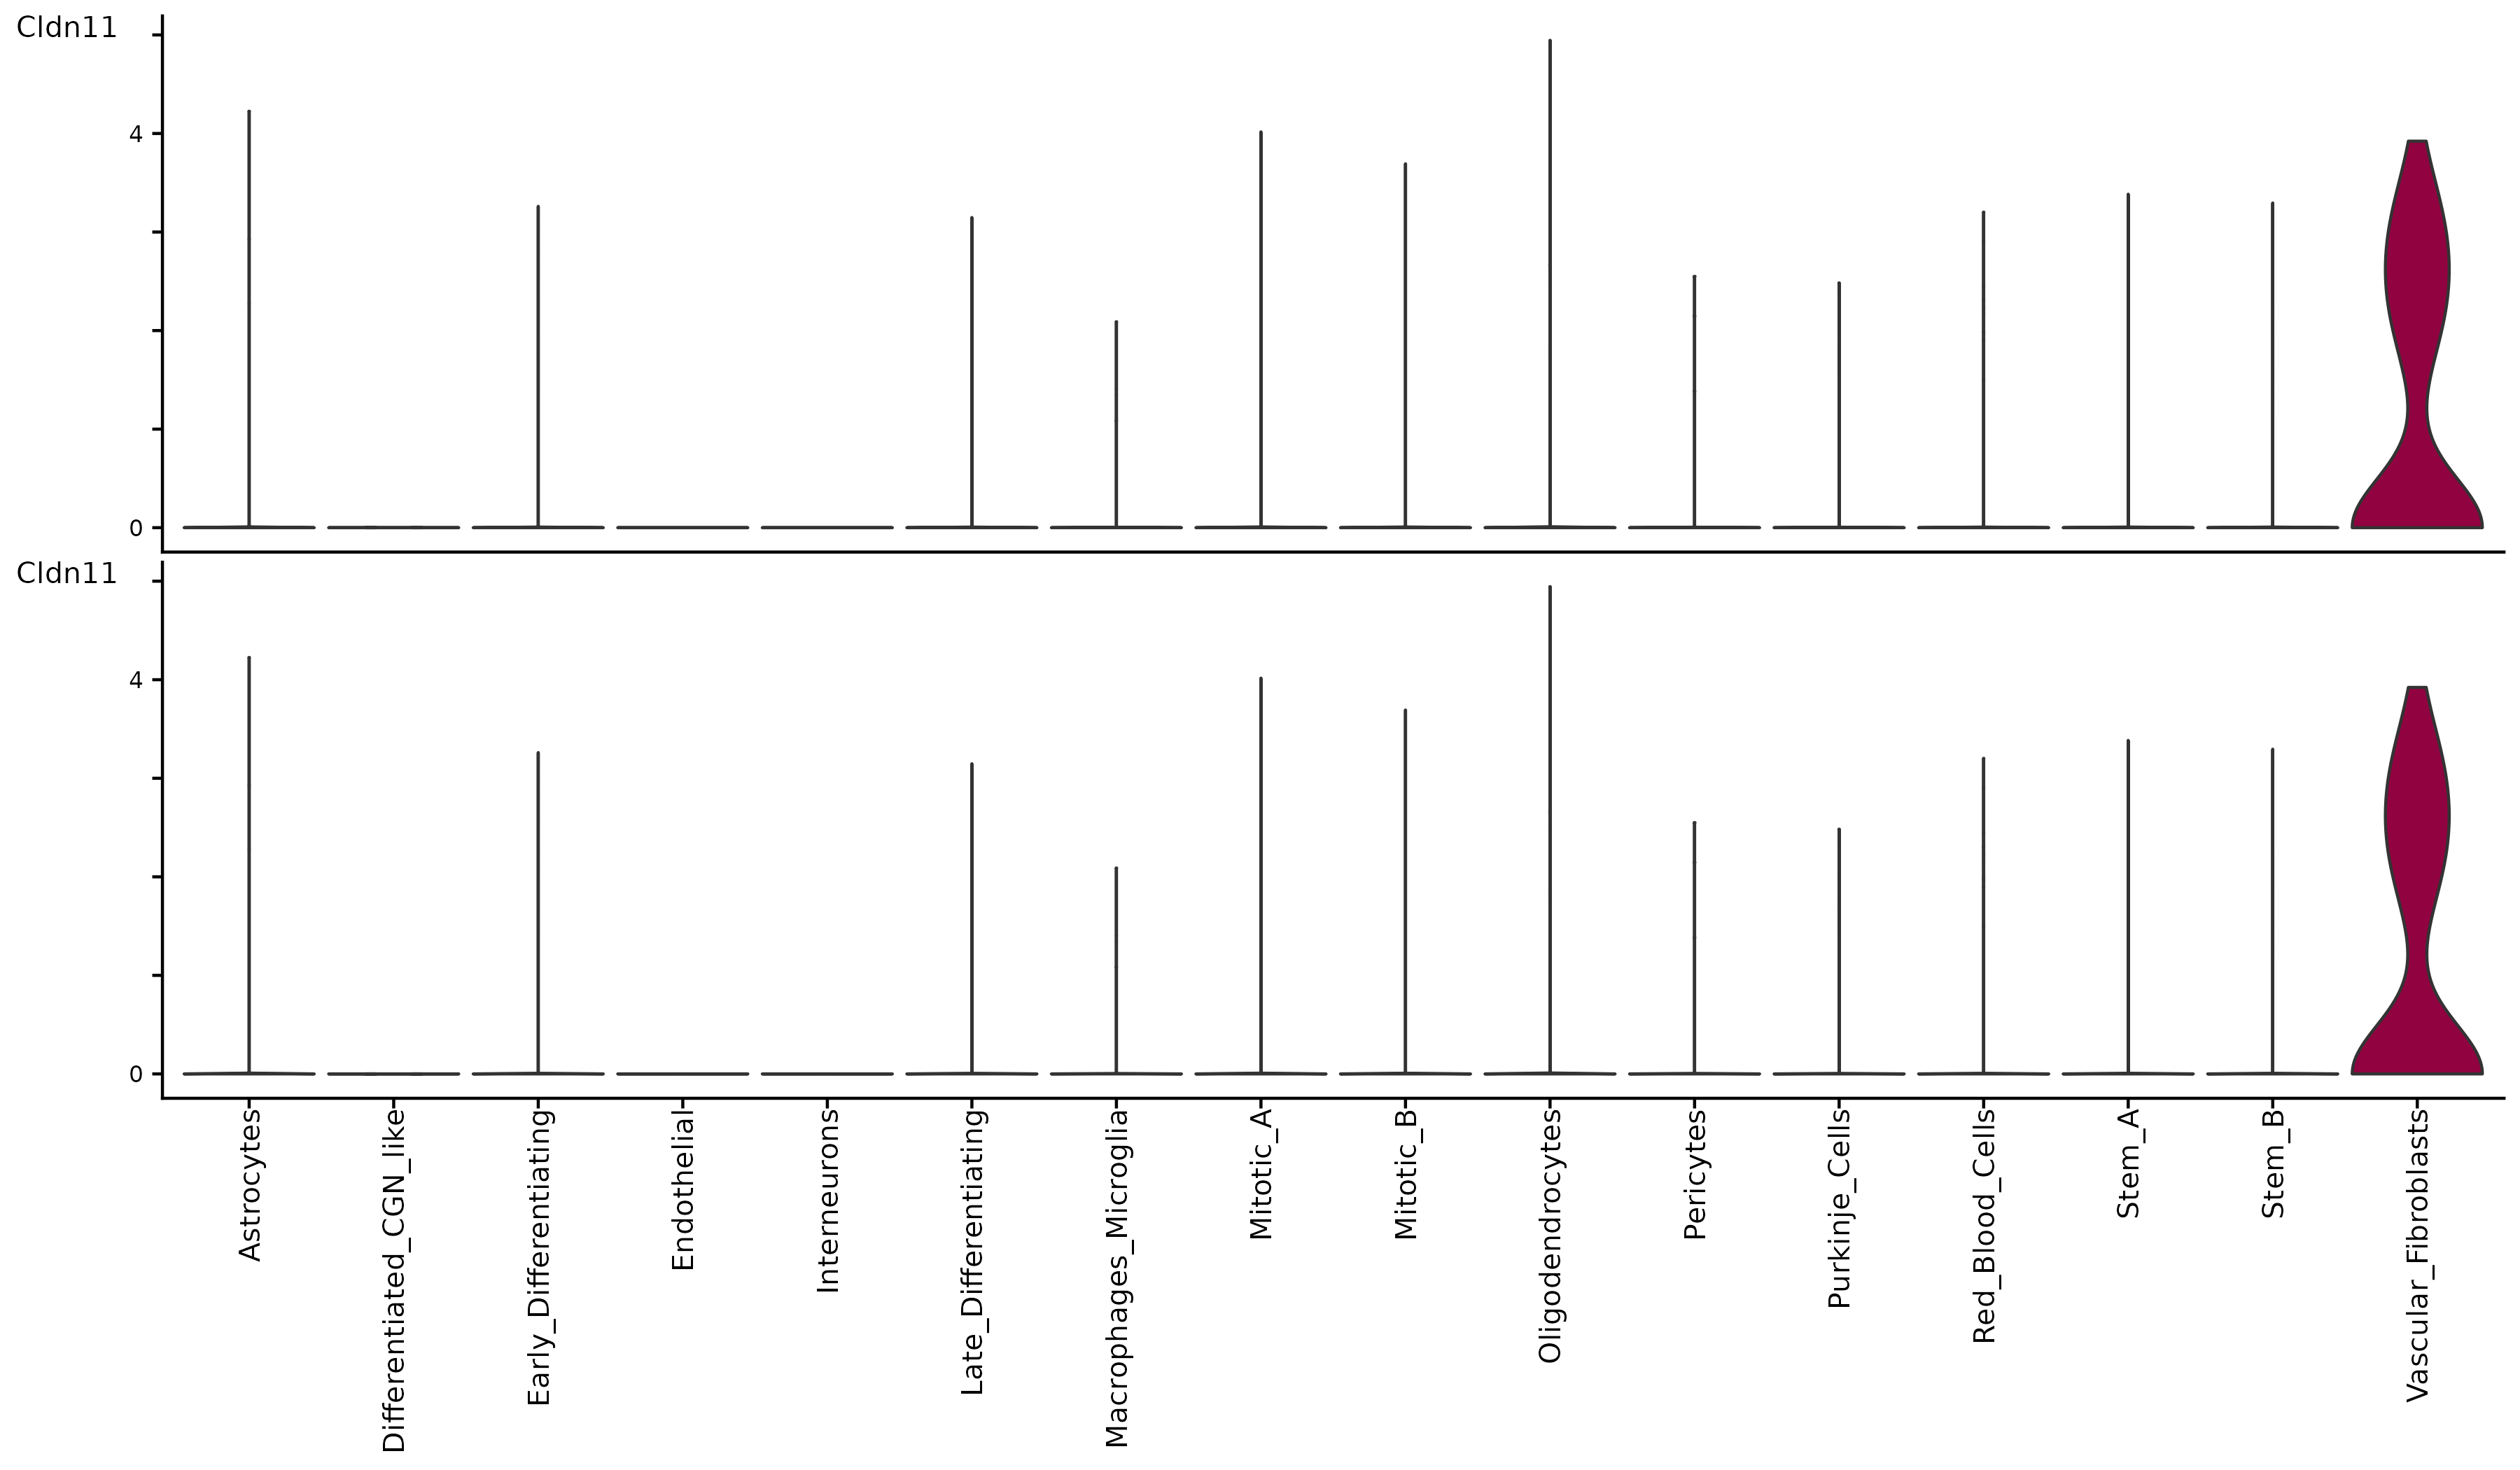 Cldn11
4
0
Cldn11
4
0
Astrocytes
Differentiated_CGN_like
Early_Differentiating
Endothelial
Interneurons
Late_Differentiating
Macrophages_Microglia
Mitotic_A
Mitotic_B
Oligodendrocytes
Pericytes
Purkinje_Cells
Red_Blood_Cells
Stem_A
Stem_B
Vascular_Fibroblasts